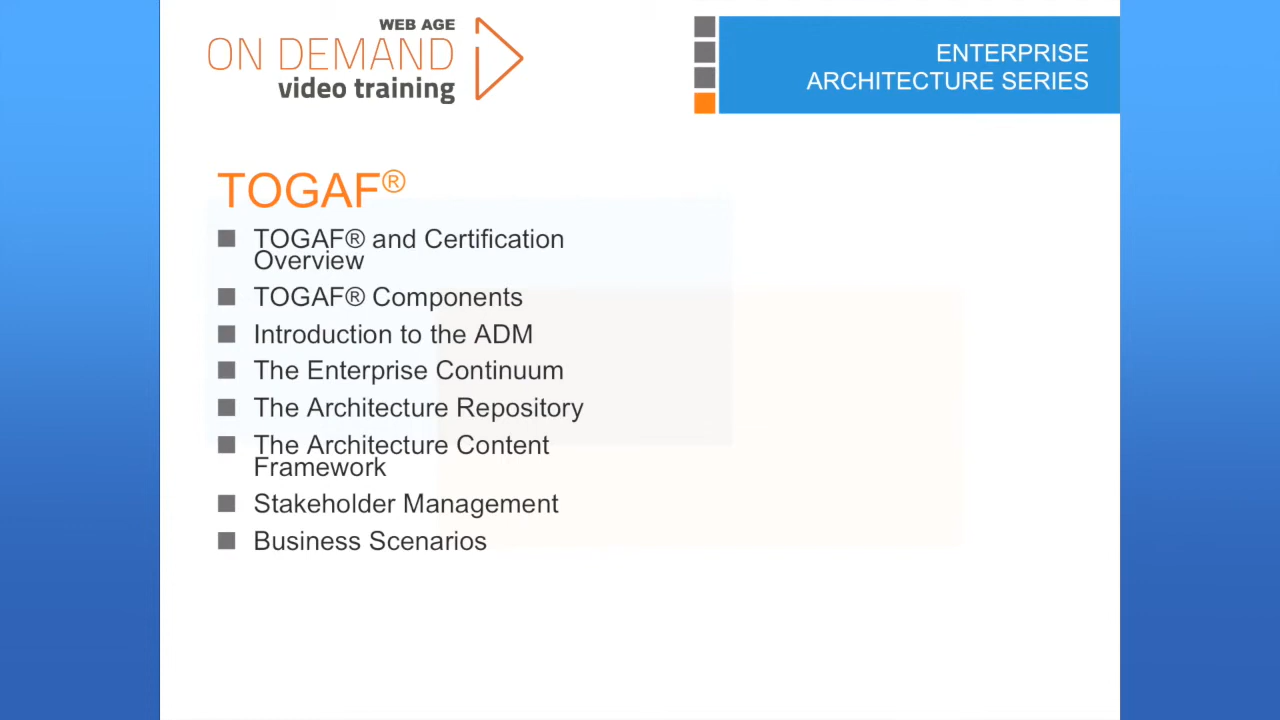 WEB AGE
ON DEMAND
video training
ENTERPRISE
ARCHITECTURE SERIES
TOGAF®
TOGAF® and Certification
Overview
TOGAF® Components
Introduction to the ADM
The Enterprise Continuum
The Architecture Repository
The Architecture Content
Framework
Stakeholder Management
Business Scenarios